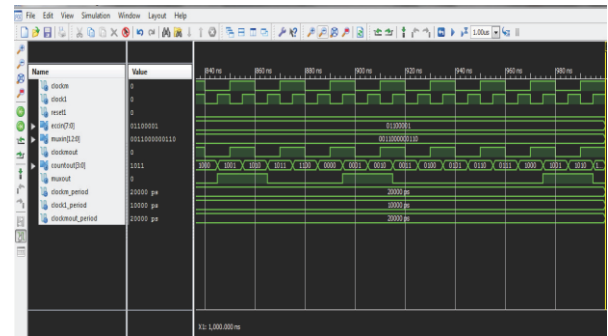 File Edit View Simulation Window Layout Help
1.00us
Name Value
840 ns 860 ns 880 ns 900 ns 920 ns 940 ns 960 ns 980 ns
clockm 0
clock1 0
reset1 0
essin[7:0] 01100001 01100001
muxin[12:0] 0011000000110 0011000000110
clockmout 0
countout[3:0] 1011 1000 1001 1010 1011 1100 0000 0001 0010 0011 0100 0101 0110 0111 1000 1001 1010 1...
muxout 0
clockm_period 20000 ps 20000 ps
clock1_period 10000 ps 10000 ps
clockmout_period 20000 ps 20000 ps
X1: 1,000.000 ns